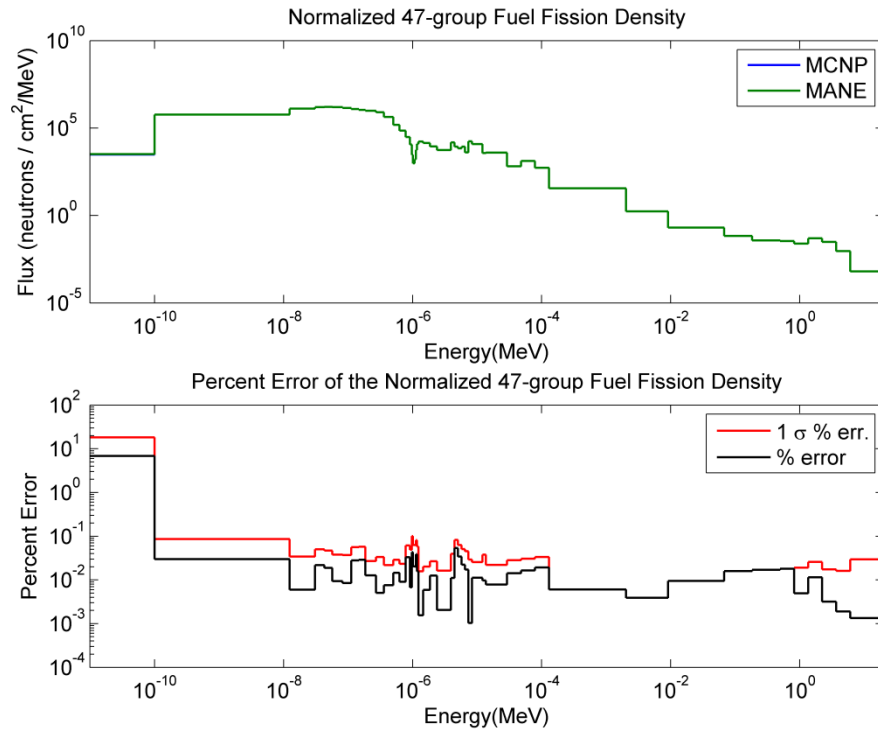 Normalized 47-group Fuel Fission Density
10^10
10^5
10^0
10^-5
Flux (neutrons / cm^2/MeV)
MCNP
MANE
10^-10
10^-8
10^-6
10^-4
10^-2
10^0
Energy(MeV)
Percent Error of the Normalized 47-group Fuel Fission Density
10^2
10^1
10^0
10^-1
10^-2
10^-3
10^-4
Percent Error
1 σ % err.
% error
10^-10
10^-8
10^-6
10^-4
10^-2
10^0
Energy(MeV)